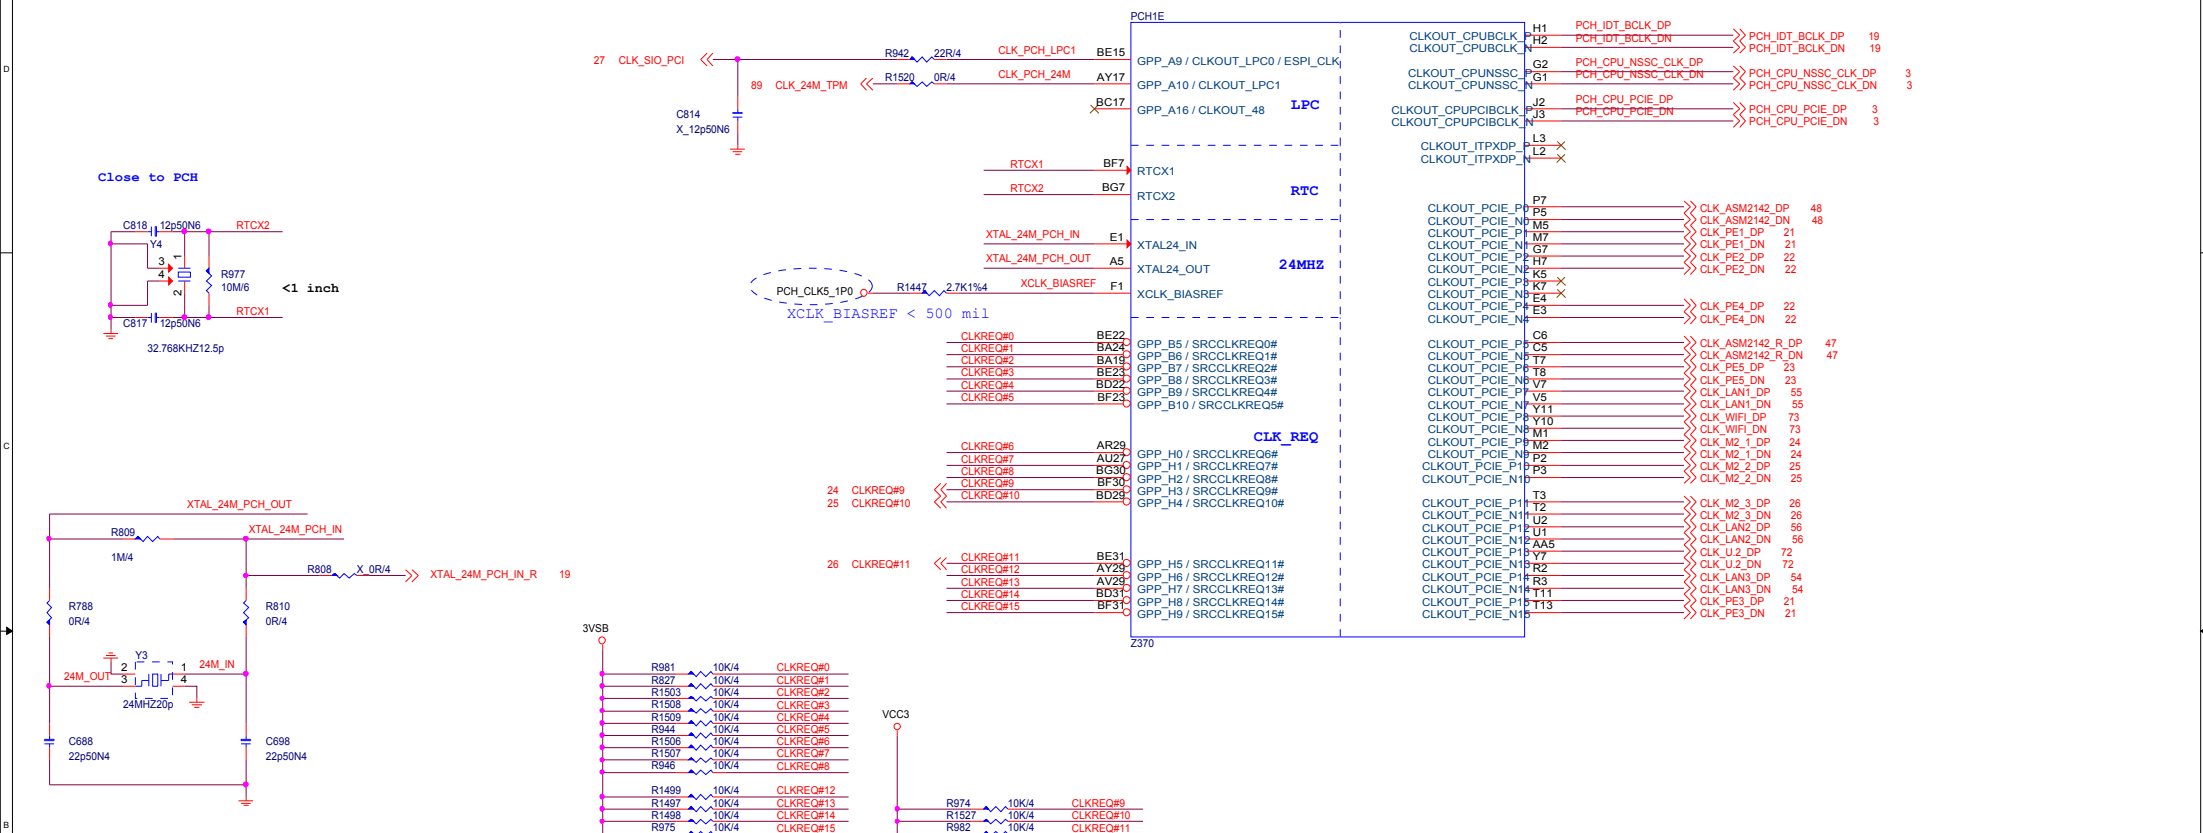 PCH1E
D
27 CLK_SIO_PCI
R942 22R/4
CLK_PCH_LPC1
BE15
GPP_A9 / CLKOUT_LPC0 / ESPI_CLK
89 CLK_24M_TPM
R1520 0R/4
CLK_PCH_24M
AY17
GPP_A10 / CLKOUT_LPC1
BC17
GPP_A16 / CLKOUT_48
LPC
C814
X_12p50N6
RTCX1
BF7
RTCX1
RTCX2
BG7
RTCX2
RTC
XTAL_24M_PCH_IN
E1
XTAL24_IN
XTAL_24M_PCH_OUT
A5
XTAL24_OUT
24MHZ
PCH_CLK5_1P0
R1447 2.7K1%4
XCLK_BIASREF
F1
XCLK_BIASREF
XCLK_BIASREF < 500 mil
CLKREQ#0 BE22 GPP_B5 / SRCCLKREQ0#
CLKREQ#1 BA24 GPP_B6 / SRCCLKREQ1#
CLKREQ#2 BA19 GPP_B7 / SRCCLKREQ2#
CLKREQ#3 BE23 GPP_B8 / SRCCLKREQ3#
CLKREQ#4 BD22 GPP_B9 / SRCCLKREQ4#
CLKREQ#5 BF23 GPP_B10 / SRCCLKREQ5#
CLK_REQ
CLKREQ#6 AR29 GPP_H0 / SRCCLKREQ6#
CLKREQ#7 AU27 GPP_H1 / SRCCLKREQ7#
CLKREQ#8 BG30 GPP_H2 / SRCCLKREQ8#
24 CLKREQ#9 CLKREQ#9 BF30 GPP_H3 / SRCCLKREQ9#
25 CLKREQ#10 CLKREQ#10 BD29 GPP_H4 / SRCCLKREQ10#
26 CLKREQ#11 CLKREQ#11 BE31 GPP_H5 / SRCCLKREQ11#
CLKREQ#12 AY29 GPP_H6 / SRCCLKREQ12#
CLKREQ#13 AV29 GPP_H7 / SRCCLKREQ13#
CLKREQ#14 BD31 GPP_H8 / SRCCLKREQ14#
CLKREQ#15 BF31 GPP_H9 / SRCCLKREQ15#
Z370
CLKOUT_CPUBCLK_P H1 PCH_IDT_BCLK_DP PCH_IDT_BCLK_DP 19
CLKOUT_CPUBCLK_N H2 PCH_IDT_BCLK_DN PCH_IDT_BCLK_DN 19
CLKOUT_CPUNSSC_P G2 PCH_CPU_NSSC_CLK_DP PCH_CPU_NSSC_CLK_DP 3
CLKOUT_CPUNSSC_N G1 PCH_CPU_NSSC_CLK_DN PCH_CPU_NSSC_CLK_DN 3
CLKOUT_CPUPCIBCLK_P J2 PCH_CPU_PCIE_DP PCH_CPU_PCIE_DP 3
CLKOUT_CPUPCIBCLK_N J3 PCH_CPU_PCIE_DN PCH_CPU_PCIE_DN 3
CLKOUT_ITPXDP_P L3
CLKOUT_ITPXDP_N L2
CLKOUT_PCIE_P0 P7 CLK_ASM2142_DP 48
CLKOUT_PCIE_N0 P5 CLK_ASM2142_DN 48
CLKOUT_PCIE_P1 M5 CLK_PE1_DP 21
CLKOUT_PCIE_N1 M7 CLK_PE1_DN 21
CLKOUT_PCIE_P2 G7 CLK_PE2_DP 22
CLKOUT_PCIE_N2 H7 CLK_PE2_DN 22
CLKOUT_PCIE_P3 K5
CLKOUT_PCIE_N3 K7
CLKOUT_PCIE_P4 E4 CLK_PE4_DP 22
CLKOUT_PCIE_N4 E3 CLK_PE4_DN 22
CLKOUT_PCIE_P5 C6 CLK_ASM2142_R_DP 47
CLKOUT_PCIE_N5 C5 CLK_ASM2142_R_DN 47
CLKOUT_PCIE_P6 T7 CLK_PE5_DP 23
CLKOUT_PCIE_N6 T8 CLK_PE5_DN 23
CLKOUT_PCIE_P7 V7 CLK_LAN1_DP 55
CLKOUT_PCIE_N7 V5 CLK_LAN1_DN 55
CLKOUT_PCIE_P8 Y11 CLK_WIFI_DP 73
CLKOUT_PCIE_N8 Y10 CLK_WIFI_DN 73
CLKOUT_PCIE_P9 M1 CLK_M2_1_DP 24
CLKOUT_PCIE_N9 M2 CLK_M2_1_DN 24
CLKOUT_PCIE_P10 P2 CLK_M2_2_DP 25
CLKOUT_PCIE_N10 P3 CLK_M2_2_DN 25
CLKOUT_PCIE_P11 T3 CLK_M2_3_DP 26
CLKOUT_PCIE_N11 T2 CLK_M2_3_DN 26
CLKOUT_PCIE_P12 U2 CLK_LAN2_DP 56
CLKOUT_PCIE_N12 U1 CLK_LAN2_DN 56
CLKOUT_PCIE_P13 AA5 CLK_U.2_DP 72
CLKOUT_PCIE_N13 Y7 CLK_U.2_DN 72
CLKOUT_PCIE_P14 R2 CLK_LAN3_DP 54
CLKOUT_PCIE_N14 R3 CLK_LAN3_DN 54
CLKOUT_PCIE_P15 T11 CLK_PE3_DP 21
CLKOUT_PCIE_N15 T13 CLK_PE3_DN 21
Close to PCH
C818 12p50N6 RTCX2
Y4
3 1
4
2
R977
10M/6
<1 inch
C817 12p50N6 RTCX1
32.768KHZ12.5p
C
XTAL_24M_PCH_OUT
R809 XTAL_24M_PCH_IN
1M/4
R808 X_0R/4 XTAL_24M_PCH_IN_R 19
R788
0R/4
R810
0R/4
Y3
24M_OUT 2 1 24M_IN
3 4
24MHZ20p
C688
22p50N4
C698
22p50N4
B
3VSB
R981 10K/4 CLKREQ#0
R827 10K/4 CLKREQ#1
R1503 10K/4 CLKREQ#2
R1508 10K/4 CLKREQ#3
R1509 10K/4 CLKREQ#4
R944 10K/4 CLKREQ#5
R1506 10K/4 CLKREQ#6
R1507 10K/4 CLKREQ#7
R946 10K/4 CLKREQ#8
R1499 10K/4 CLKREQ#12
R1497 10K/4 CLKREQ#13
R1498 10K/4 CLKREQ#14
R975 10K/4 CLKREQ#15
VCC3
R974 10K/4 CLKREQ#9
R1527 10K/4 CLKREQ#10
R982 10K/4 CLKREQ#11